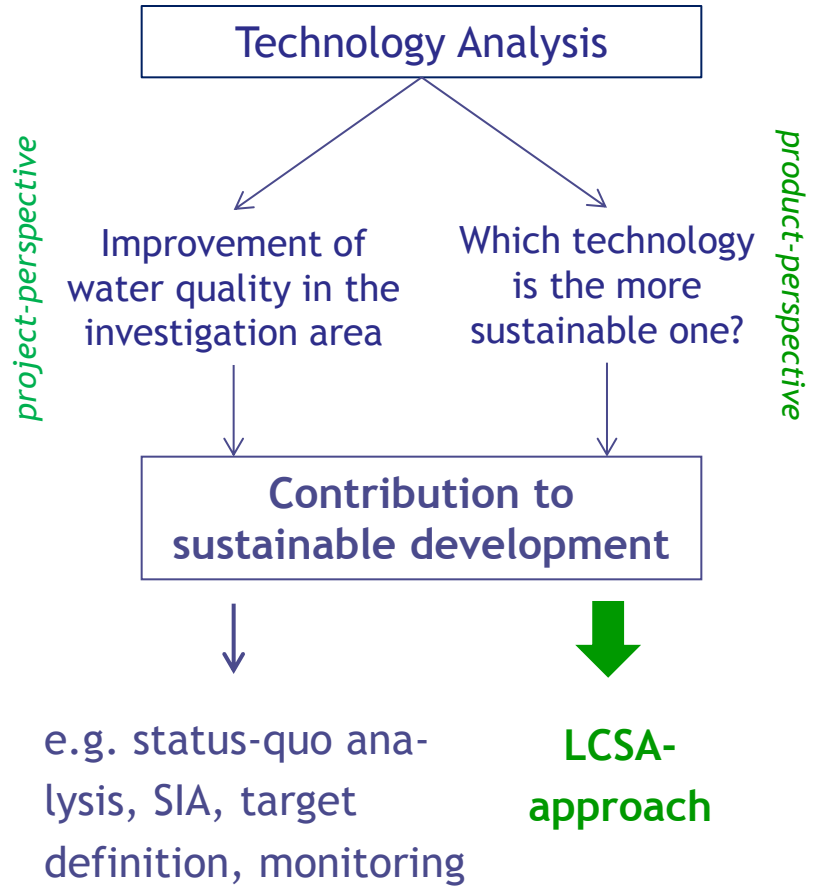 Technology Analysis
project-perspective
product-perspective
Improvement of
water quality in the
investigation area
Which technology
is the more
sustainable one?
Contribution to
sustainable development
e.g. status-quo ana-
lysis, SIA, target
definition, monitoring
LCSA-
approach